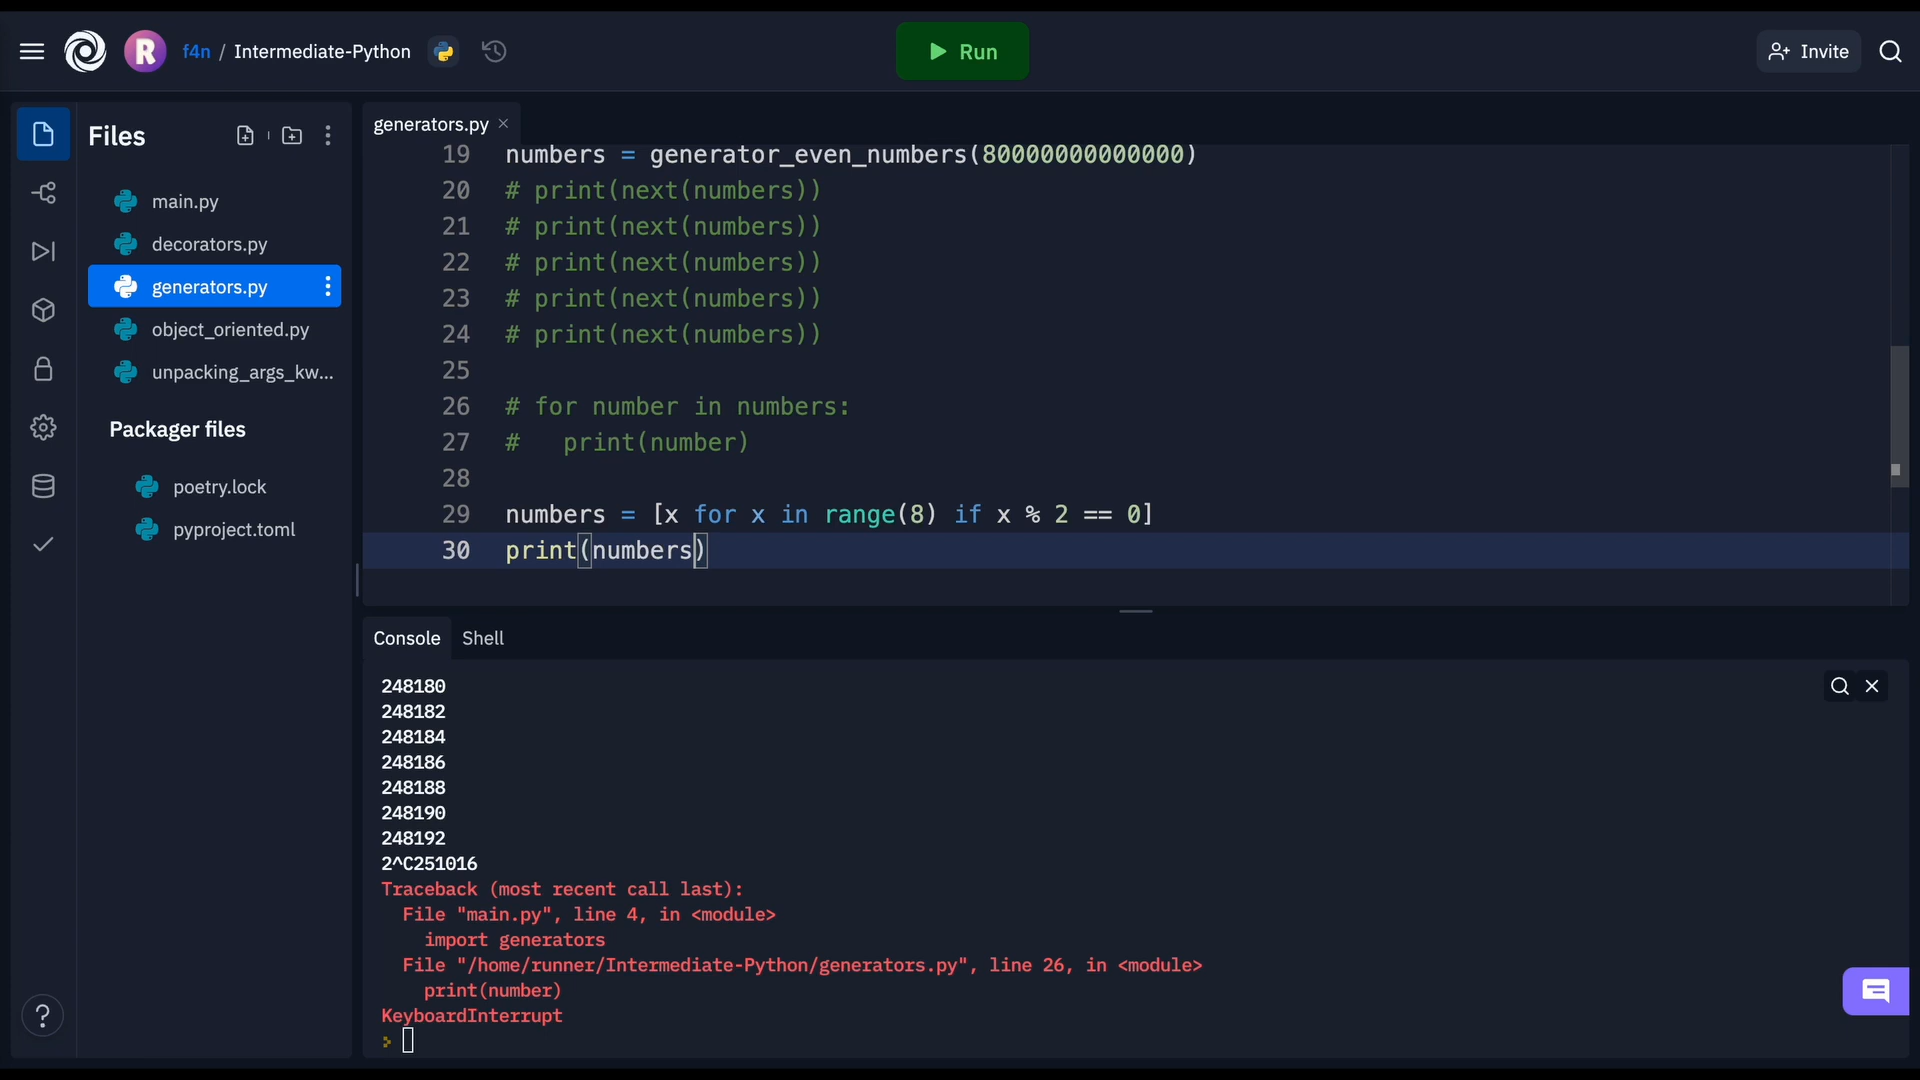 R f4n / Intermediate-Python
Run
Invite
Files
main.py
decorators.py
generators.py
object_oriented.py
unpacking_args_kw...
Packager files
poetry.lock
pyproject.toml
?
generators.py
19 numbers = generator_even_numbers(80000000000000)
20 # print(next(numbers))
21 # print(next(numbers))
22 # print(next(numbers))
23 # print(next(numbers))
24 # print(next(numbers))
25
26 # for number in numbers:
27 #   print(number)
28
29 numbers = [x for x in range(8) if x % 2 == 0]
30 print(numbers)
Console Shell
248180
248182
248184
248186
248188
248190
248192
2^C251016
Traceback (most recent call last):
  File "main.py", line 4, in <module>
    import generators
  File "/home/runner/Intermediate-Python/generators.py", line 26, in <module>
    print(number)
KeyboardInterrupt